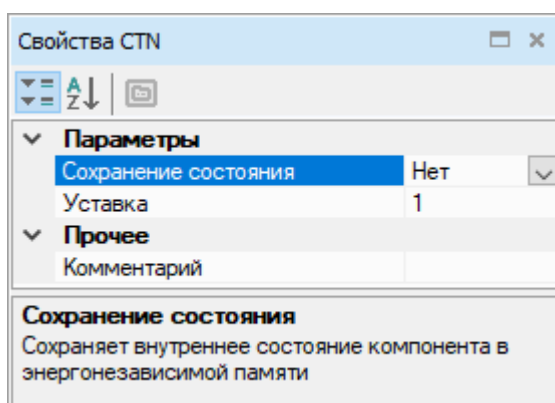 Свойства CTN
Параметры
Сохранение состояния Нет
Уставка 1
Прочее
Комментарий
Сохранение состояния
Сохраняет внутреннее состояние компонента в
энергонезависимой памяти